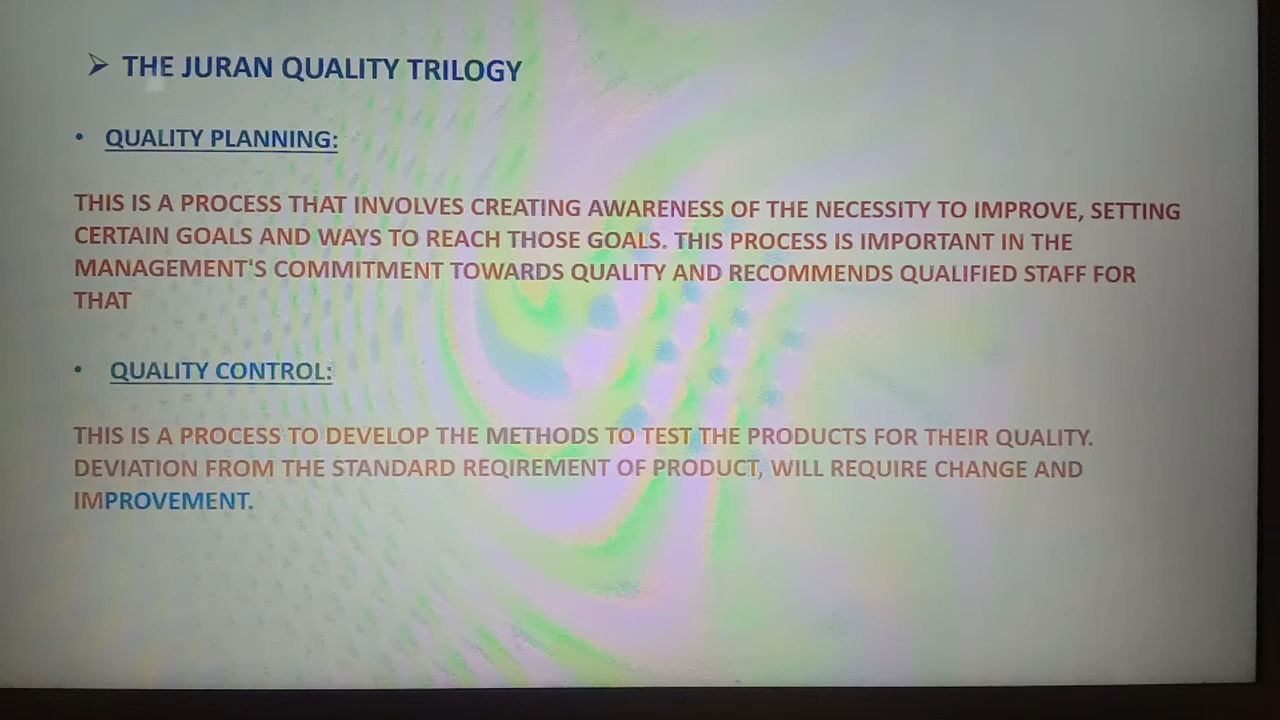 ➢ THE JURAN QUALITY TRILOGY
• QUALITY PLANNING:
THIS IS A PROCESS THAT INVOLVES CREATING AWARENESS OF THE NECESSITY TO IMPROVE, SETTING
CERTAIN GOALS AND WAYS TO REACH THOSE GOALS. THIS PROCESS IS IMPORTANT IN THE
MANAGEMENT'S COMMITMENT TOWARDS QUALITY AND RECOMMENDS QUALIFIED STAFF FOR
THAT
• QUALITY CONTROL:
THIS IS A PROCESS TO DEVELOP THE METHODS TO TEST THE PRODUCTS FOR THEIR QUALITY.
DEVIATION FROM THE STANDARD REQIREMENT OF PRODUCT, WILL REQUIRE CHANGE AND
IMPROVEMENT.